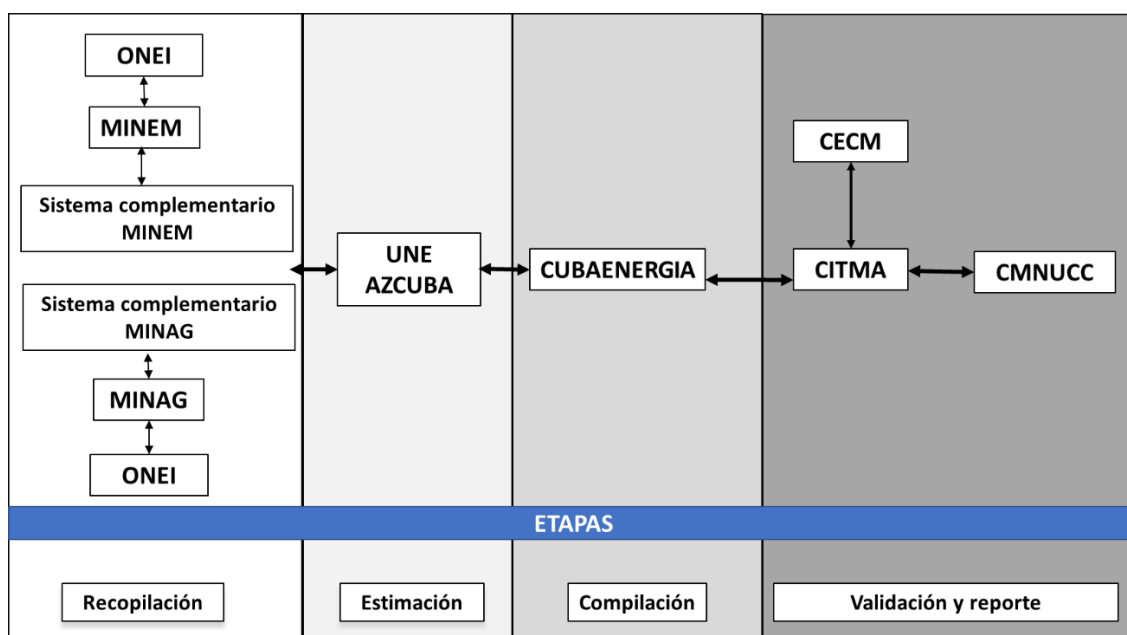 ONEI
MINEM
Sistema complementario
MINEM
Sistema complementario
MINAG
MINAG
ONEI
UNE
AZCUBA
CUBAENERGIA
CECM
CITMA
CMNUCC
ETAPAS
Recopilación
Estimación
Compilación
Validación y reporte